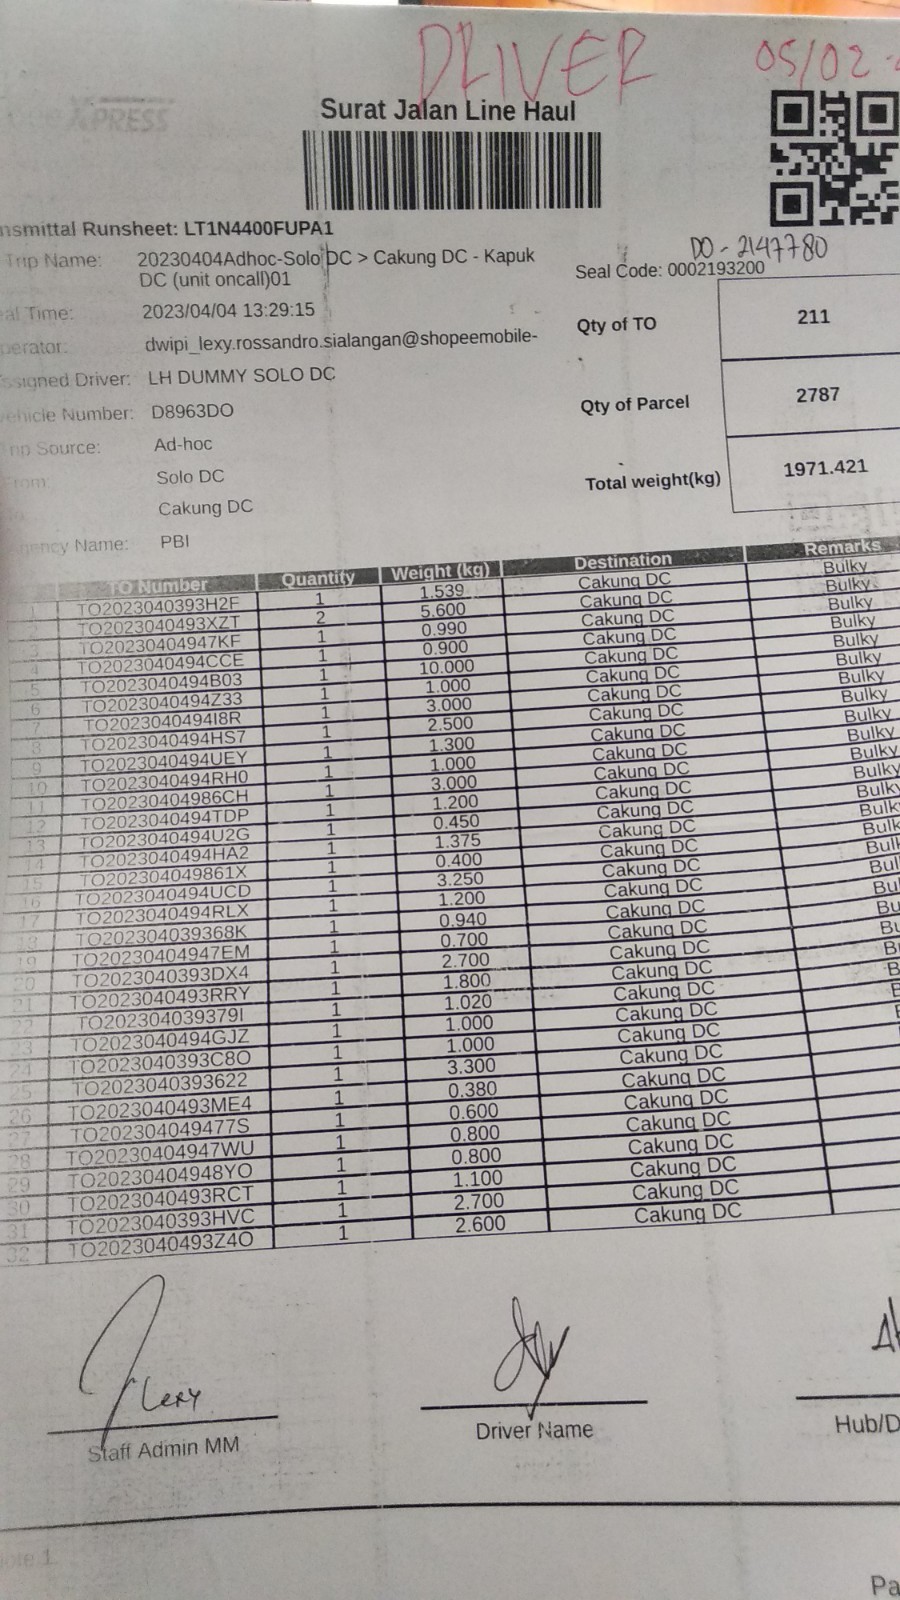 DRIVER
05/02
XPRESS
Surat Jalan Line Haul
nsmittal Runsheet: LT1N4400FUPA1
DO - 2147780
Trip Name: 20230404Adhoc-Solo DC > Cakung DC - Kapuk DC (unit oncall)01
Seal Code: 0002193200
al Time: 2023/04/04 13:29:15
Qty of TO 211
perator: dwipi_lexy.rossandro.sialangan@shopeemobile-
ssigned Driver: LH DUMMY SOLO DC
Qty of Parcel 2787
ehicle Number: D8963DO
rip Source: Ad-hoc
Total weight(kg) 1971.421
From: Solo DC
Cakung DC
gency Name: PBI
TO Number Quantity Weight (kg) Destination Remarks
1 TO2023040393H2F 1 1.539 Cakung DC Bulky
2 TO2023040493XZT 2 5.600 Cakung DC Bulky
3 TO2023040494​7KF 1 0.990 Cakung DC Bulky
4 TO2023040494CCE 1 0.900 Cakung DC Bulky
5 TO2023040494B03 1 10.000 Cakung DC Bulky
6 TO2023040494Z33 1 1.000 Cakung DC Bulky
7 TO2023040494I8R 1 3.000 Cakung DC Bulky
8 TO2023040494HS7 1 2.500 Cakung DC Bulky
9 TO2023040494UEY 1 1.300 Cakung DC Bulky
10 TO2023040494RH0 1 1.000 Cakung DC Bulky
11 TO20230404986CH 1 3.000 Cakung DC Bulky
12 TO2023040494TDP 1 1.200 Cakung DC Bulky
13 TO2023040494U2G 1 0.450 Cakung DC Bulk
14 TO2023040494HA2 1 1.375 Cakung DC Bulk
15 TO2023040049861X 1 0.400 Cakung DC Bul
16 TO2023040494UCD 1 3.250 Cakung DC Bul
17 TO2023040494RLX 1 1.200 Cakung DC Bul
18 TO202304039368K 1 0.940 Cakung DC Bu
19 TO20230404947EM 1 0.700 Cakung DC Bu
20 TO2023040393DX4 1 2.700 Cakung DC B
21 TO2023040493RRY 1 1.800 Cakung DC B
22 TO202304039379I 1 1.020 Cakung DC B
23 TO2023040494GJZ 1 1.000 Cakung DC
24 TO2023040393C8O 1 1.000 Cakung DC
25 TO2023040393622 1 3.300 Cakung DC
26 TO2023040493ME4 1 0.380 Cakung DC
27 TO2023040049477S 1 0.600 Cakung DC
28 TO20230404947WU 1 0.800 Cakung DC
29 TO20230404948YO 1 0.800 Cakung DC
30 TO2023040493RCT 1 1.100 Cakung DC
31 TO2023040393HVC 1 2.700 Cakung DC
32 TO2023040493Z4O 1 2.600 Cakung DC
Lexy
Staff Admin MM Driver Name Hub/D
Note 1.
Pa